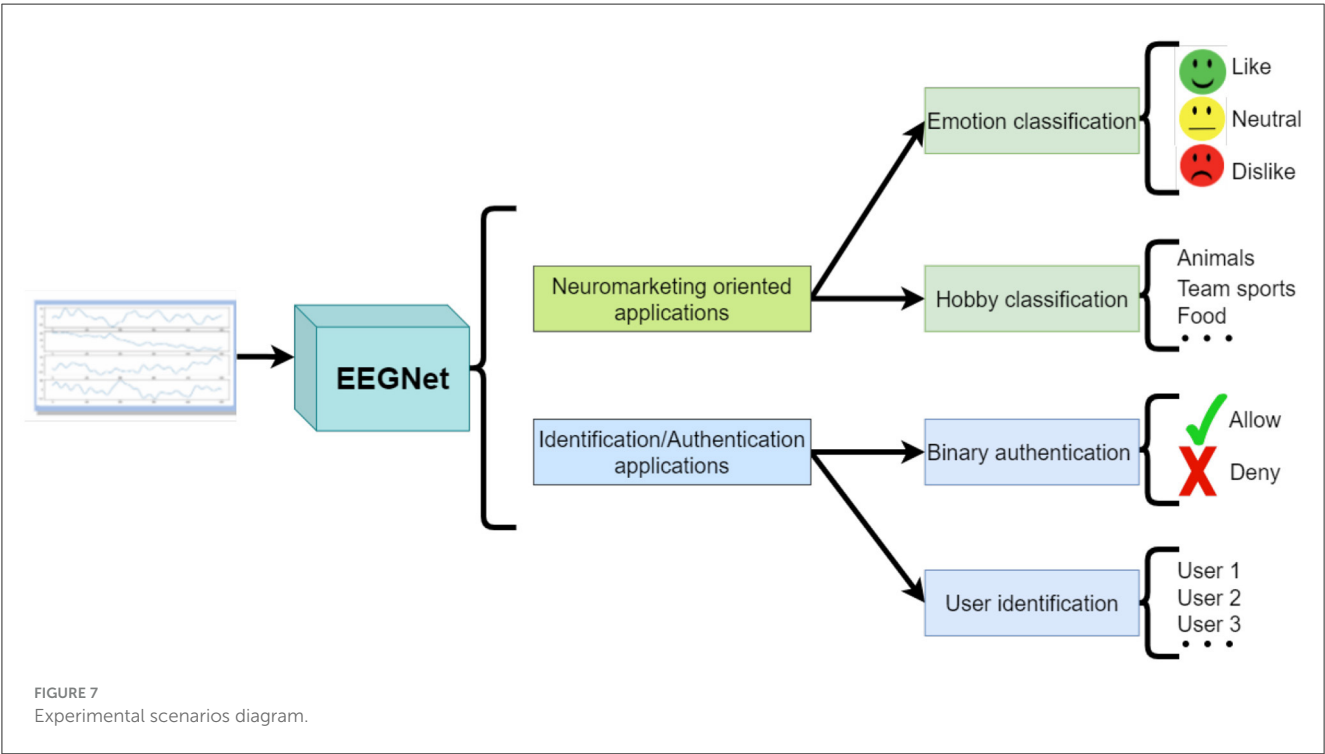 EEGNet
Neuromarketing oriented
applications
Identification/Authentication
applications
Emotion classification
Like
Neutral
Dislike
Hobby classification
Animals
Team sports
Food
• • •
Binary authentication
Allow
Deny
User identification
User 1
User 2
User 3
• • •
FIGURE 7
Experimental scenarios diagram.